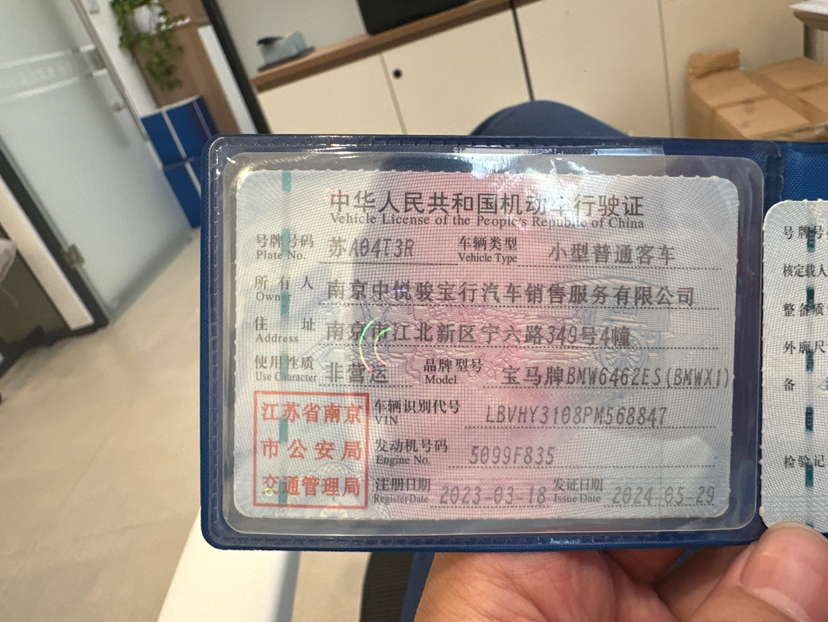 中华人民共和国机动车行驶证
Vehicle License of the People's Republic of China
号牌号码 苏A04T3R 车辆类型 小型普通客车
Plate No. Vehicle Type
所有人 南京中悦骏宝行汽车销售服务有限公司
Owner
住址 南京市江北新区宁六路349号4幢
Address
使用性质 非营运 品牌型号 宝马牌BMW6462ES(BMWX1)
Use Character Model
江苏省南京
市公安局
交通管理局
车辆识别代号 LBVHY3108PM568847
VIN
发动机号码 5099F835
Engine No.
注册日期 2023-03-18 发证日期 2024-05-29
Register Date Issue Date
号牌号
核定载人
整备质
外廓尺
备
检验记